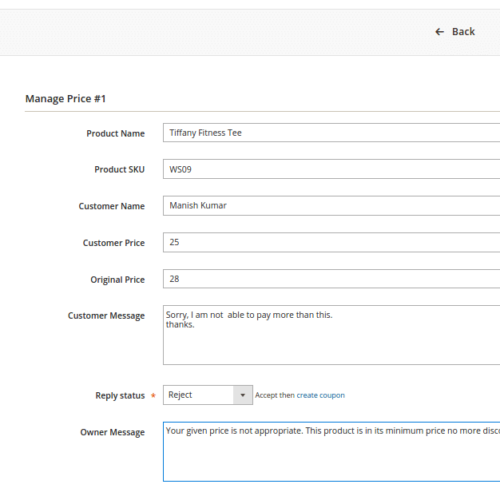 ← Back
Manage Price #1
Product Name Tiffany Fitness Tee
Product SKU WS09
Customer Name Manish Kumar
Customer Price 25
Original Price 28
Customer Message Sorry, I am not able to pay more than this.
thanks.
Reply status * Reject Accept then create coupon
Owner Message Your given price is not appropriate. This product is in its minimum price no more disc